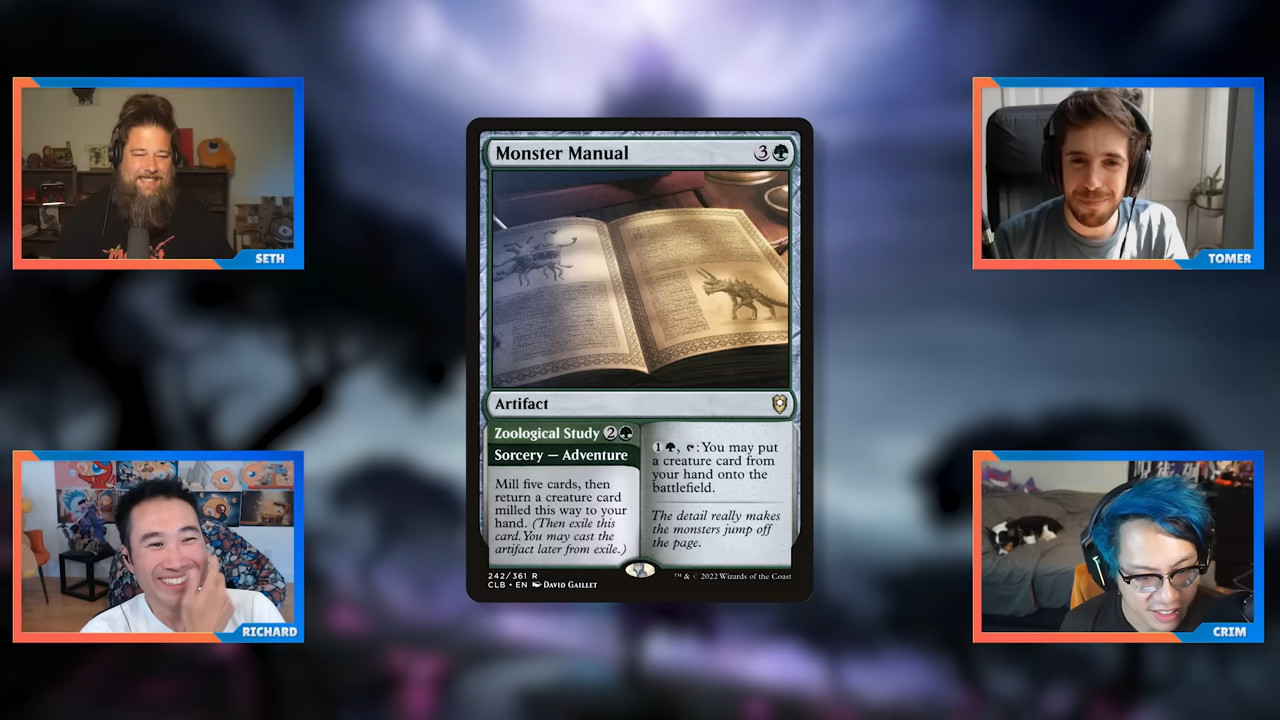 SETH
RICHARD
Monster Manual 3
Artifact
Zoological Study 2
Sorcery — Adventure
Mill five cards, then
return a creature card
milled this way to your
hand. (Then exile this
card. You may cast the
artifact later from exile.)
1 , : You may put
a creature card from
your hand onto the
battlefield.
The detail really makes
the monsters jump off
the page.
242/361 R
CLB • EN David Gaillet
™ & © 2022 Wizards of the Coast
TOMER
CRIM